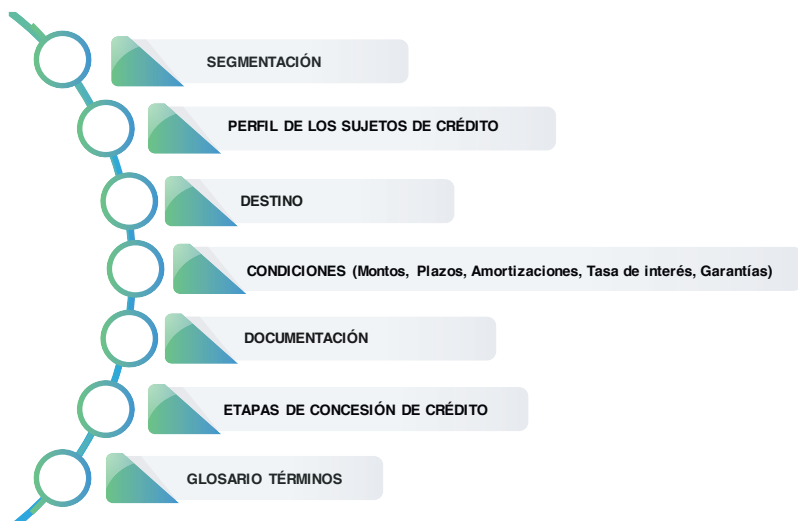 SEGMENTACIÓN
PERFIL DE LOS SUJETOS DE CRÉDITO
DESTINO
CONDICIONES (Montos, Plazos, Amortizaciones, Tasa de interés, Garantías)
DOCUMENTACIÓN
ETAPAS DE CONCESIÓN DE CRÉDITO
GLOSARIO TÉRMINOS